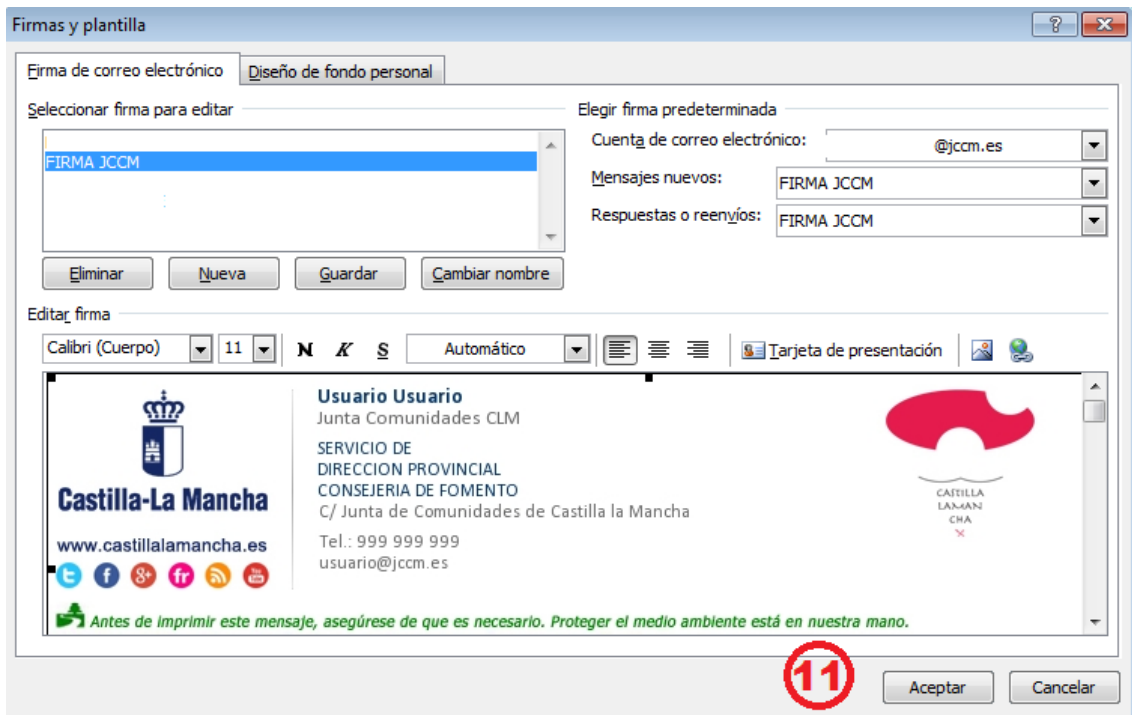 Firmas y plantilla
Firma de correo electrónico
Diseño de fondo personal
Seleccionar firma para editar
FIRMA JCCM
Eliminar
Nueva
Guardar
Cambiar nombre
Elegir firma predeterminada
Cuenta de correo electrónico:
@jccm.es
Mensajes nuevos:
FIRMA JCCM
Respuestas o reenvíos:
FIRMA JCCM
Editar firma
Calibri (Cuerpo)
11
N
K
S
Automático
Tarjeta de presentación
Castilla-La Mancha
www.castillalamancha.es
Usuario Usuario
Junta Comunidades CLM
SERVICIO DE
DIRECCION PROVINCIAL
CONSEJERIA DE FOMENTO
C/ Junta de Comunidades de Castilla la Mancha
Tel.: 999 999 999
usuario@jccm.es
CASTILLA
LAMAN
CHA
Antes de imprimir este mensaje, asegúrese de que es necesario. Proteger el medio ambiente está en nuestra mano.
11
Aceptar
Cancelar